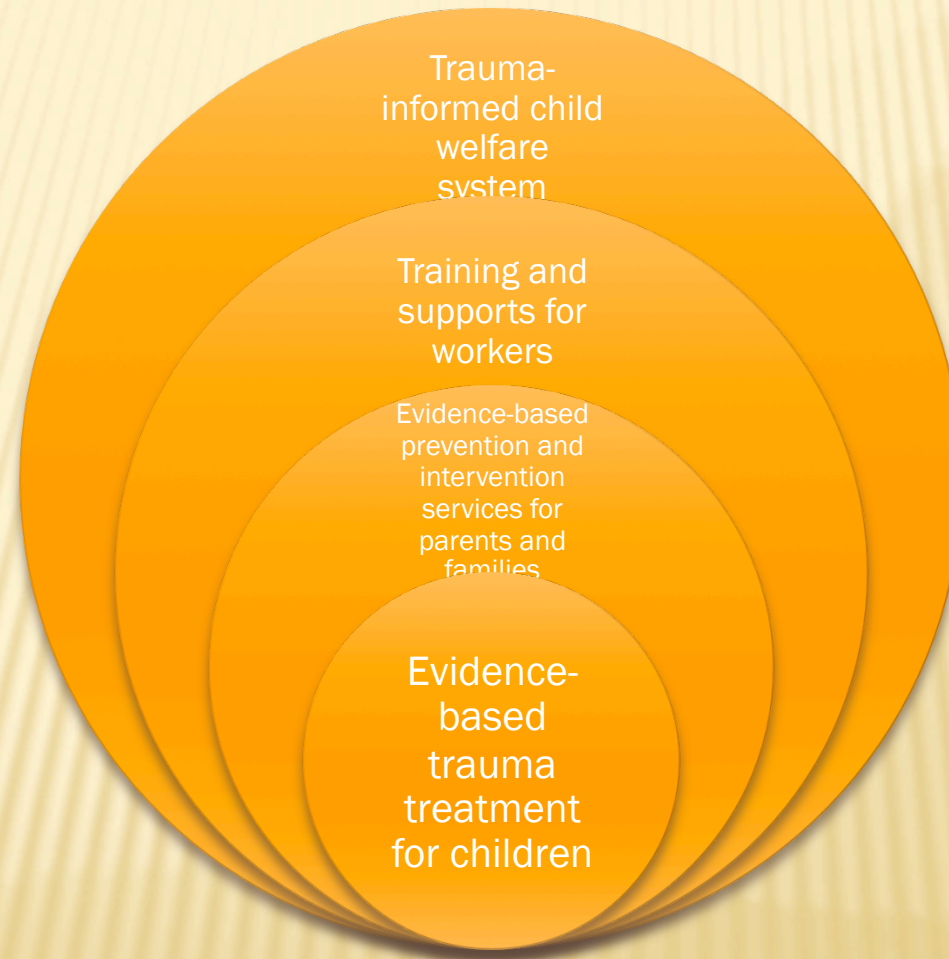 Trauma-
informed child
welfare
system
Training and
supports for
workers
Evidence-based
prevention and
intervention
services for
parents and
families
Evidence-
based
trauma
treatment
for children